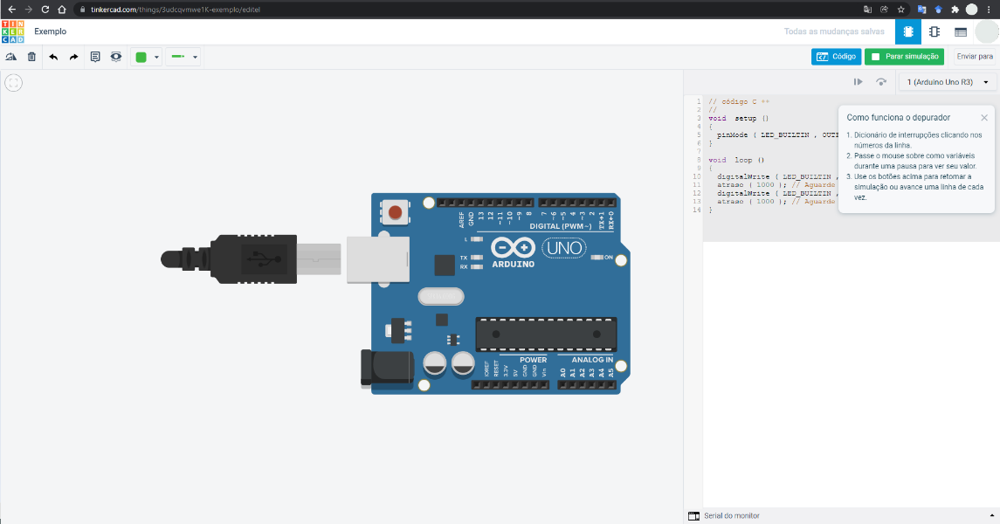 tinkercad.com/things/3udcqvmwe1K-exemplo/editel
TIN
KER
CAD
Exemplo
Todas as mudanças salvas
Código
Parar simulação
Enviar para
1 (Arduino Uno R3)
1 // código C ++
2 //
3 void setup ()
4 {
5 pinMode ( LED_BUILTIN , OUTP
6 }
7
8 void loop ()
9 {
10 digitalWrite ( LED_BUILTIN ,
11 atraso ( 1000 ); // Aguarde
12 digitalWrite ( LED_BUILTIN ,
13 atraso ( 1000 ); // Aguarde
14 }
Como funciona o depurador
1. Dicionário de interrupções clicando nos
números da linha.
2. Passe o mouse sobre como variáveis
durante uma pausa para ver seu valor.
3. Use os botões acima para retomar a
simulação ou avance uma linha de cada
vez.
AREF GND 13 12 ~11 ~10 ~9 8 7 ~6 ~5 4 ~3 2 TX→1 RX←0
DIGITAL (PWM~)
L
TX
RX
ARDUINO
UNO
ON
POWER
ANALOG IN
IOREF RESET 3.3V 5V GND GND Vin A0 A1 A2 A3 A4 A5
Serial do monitor